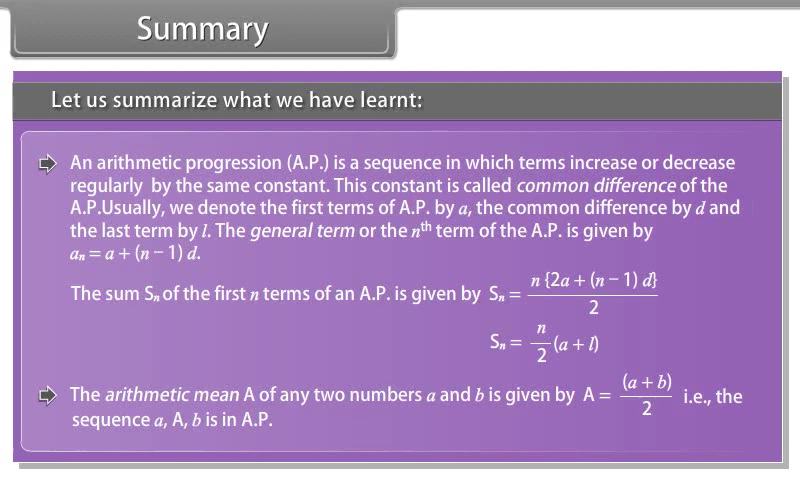 Summary
Let us summarize what we have learnt:
An arithmetic progression (A.P.) is a sequence in which terms increase or decrease
regularly by the same constant. This constant is called common difference of the
A.P.Usually, we denote the first terms of A.P. by a, the common difference by d and
the last term by l. The general term or the nth term of the A.P. is given by
an = a + (n − 1) d.
The sum Sn of the first n terms of an A.P. is given by Sn = n {2a + (n − 1) d} / 2
Sn = n/2 (a + l)
The arithmetic mean A of any two numbers a and b is given by A = (a + b) / 2 i.e., the
sequence a, A, b is in A.P.